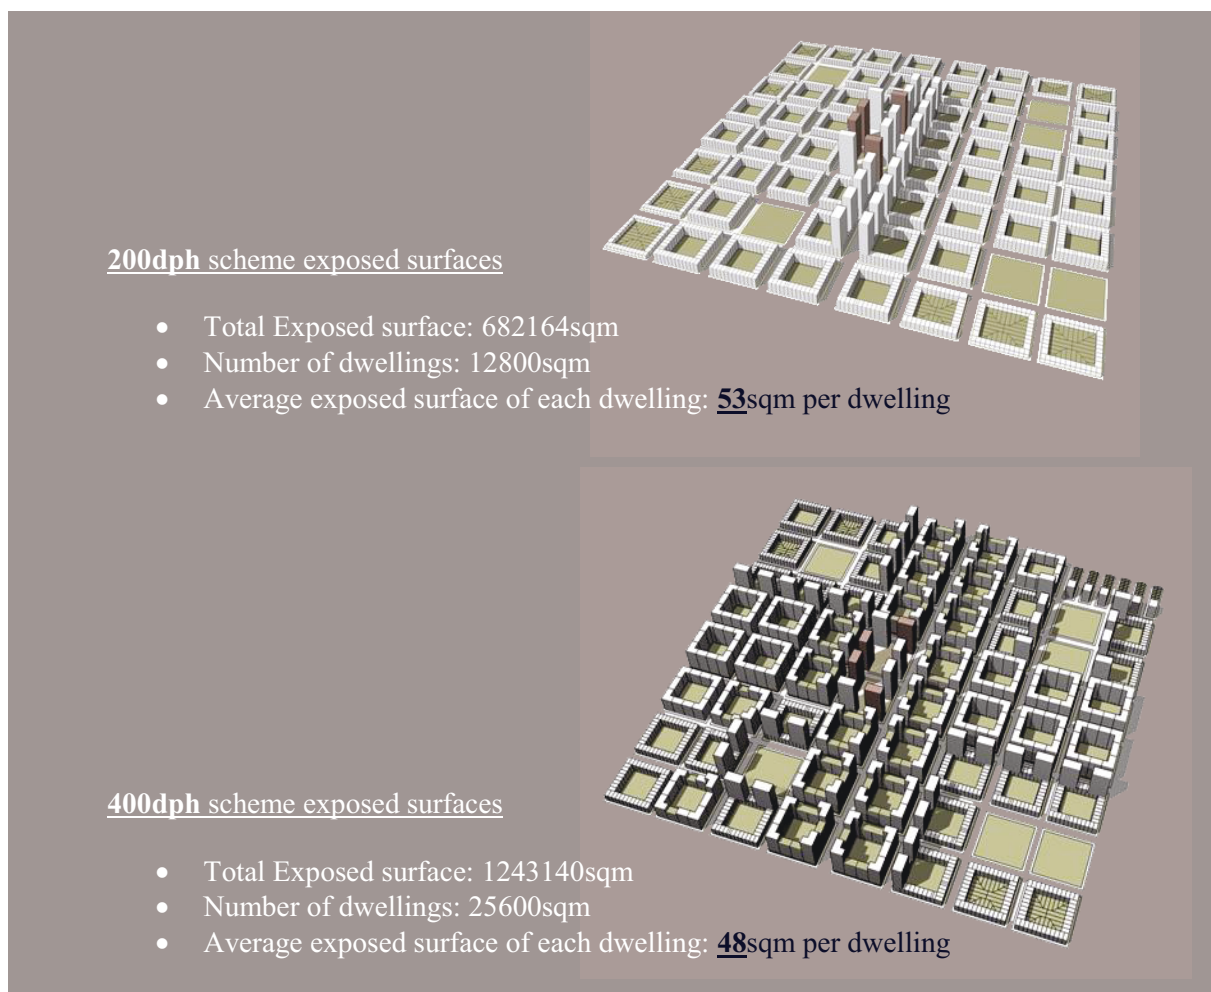 200dph scheme exposed surfaces
• Total Exposed surface: 682164sqm
• Number of dwellings: 12800sqm
• Average exposed surface of each dwelling: 53sqm per dwelling
400dph scheme exposed surfaces
• Total Exposed surface: 1243140sqm
• Number of dwellings: 25600sqm
• Average exposed surface of each dwelling: 48sqm per dwelling